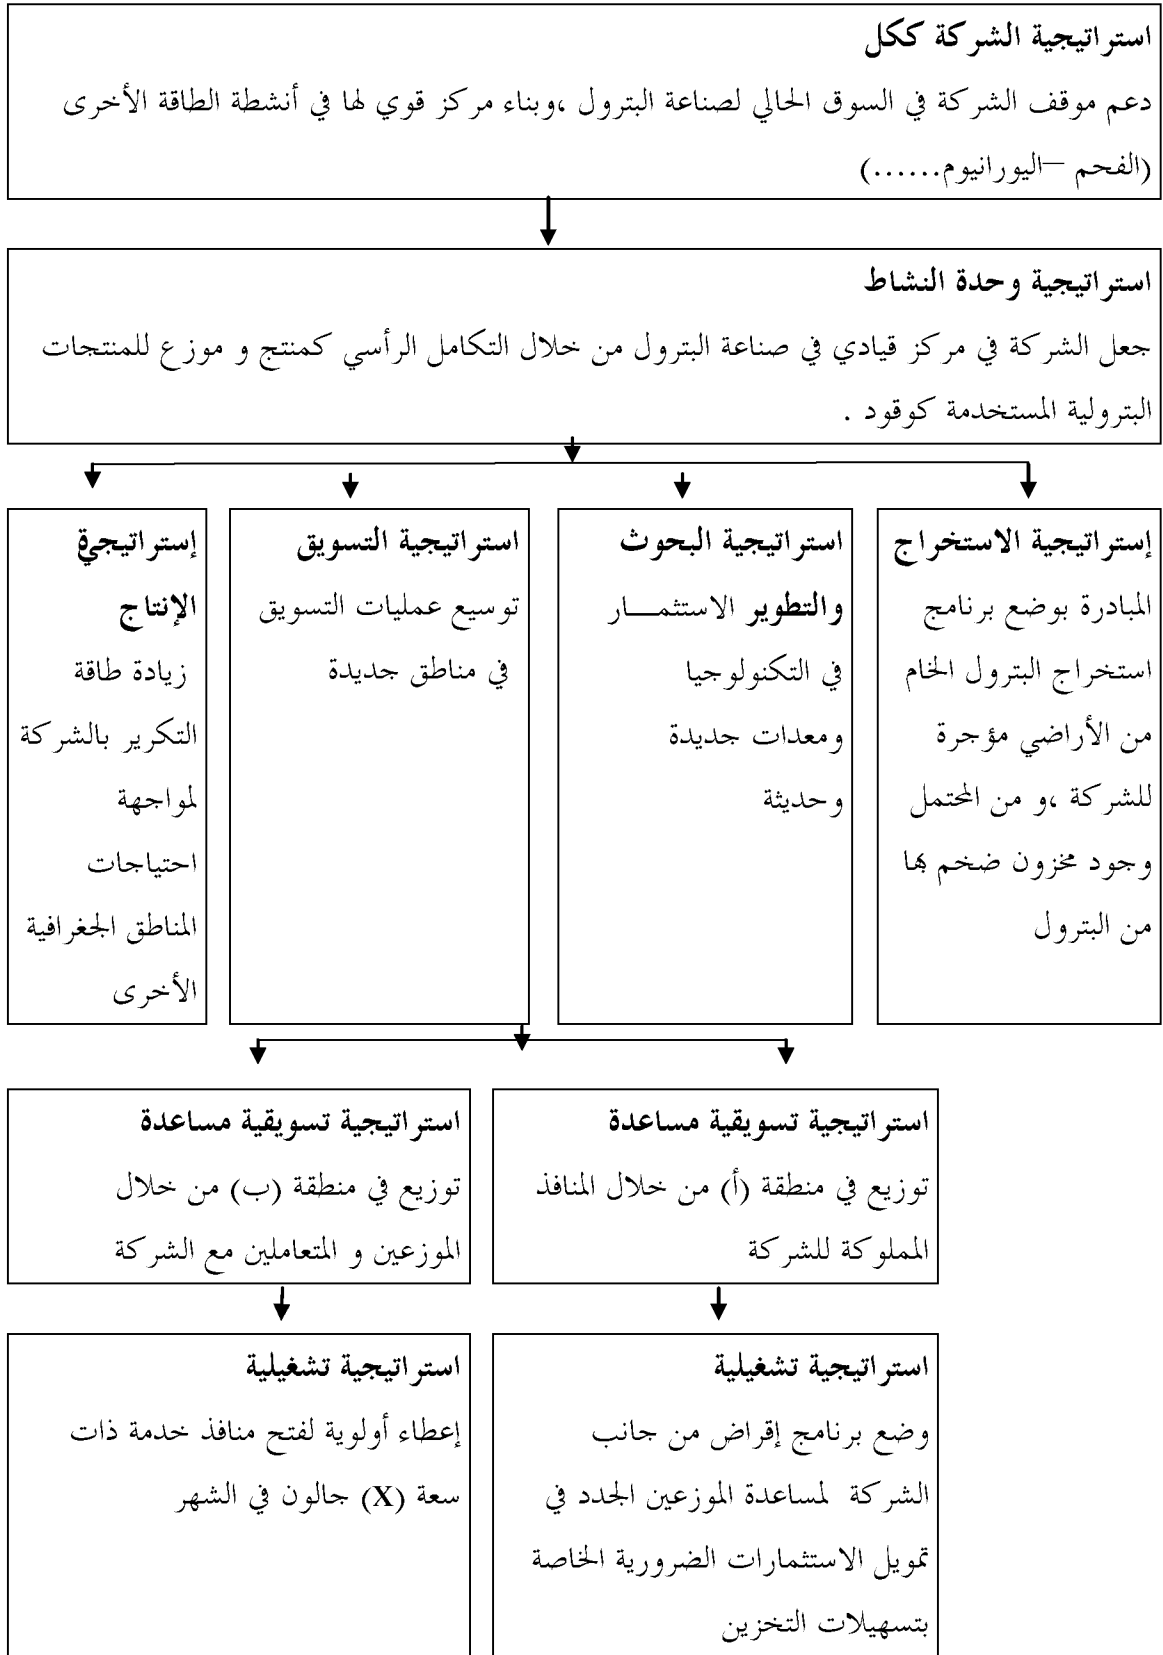 استراتيجية الشركة ككل
دعم موقف الشركة في السوق الحالي لصناعة البترول ،وبناء مركز قوي لها في أنشطة الطاقة الأخرى
(الفحم –اليورانيوم......)
استراتيجية وحدة النشاط
جعل الشركة في مركز قيادي في صناعة البترول من خلال التكامل الرأسي كمنتج و موزع للمنتجات
البترولية المستخدمة كوقود .
إستراتيجية الاستخراج
المبادرة بوضع برنامج
استخراج البترول الخام
من الأراضي مؤجرة
للشركة ،و من المحتمل
وجود مخزون ضخم بها
من البترول
استراتيجية البحوث
والتطوير الاستثمــــار
في التكنولوجيا
ومعدات جديدة
وحديثة
استراتيجية التسويق
توسيع عمليات التسويق
في مناطق جديدة
إستراتيجية
الإنتاج
زيادة طاقة
التكرير بالشركة
لمواجهة
احتياجات
المناطق الجغرافية
الأخرى
استراتيجية تسويقية مساعدة
توزيع في منطقة (أ) من خلال المنافذ
المملوكة للشركة
استراتيجية تسويقية مساعدة
توزيع في منطقة (ب) من خلال
الموزعين و المتعاملين مع الشركة
استراتيجية تشغيلية
وضع برنامج إقراض من جانب
الشركة لمساعدة الموزعين الجدد في
تمويل الاستثمارات الضرورية الخاصة
بتسهيلات التخزين
استراتيجية تشغيلية
إعطاء أولوية لفتح منافذ خدمة ذات
سعة (X) جالون في الشهر